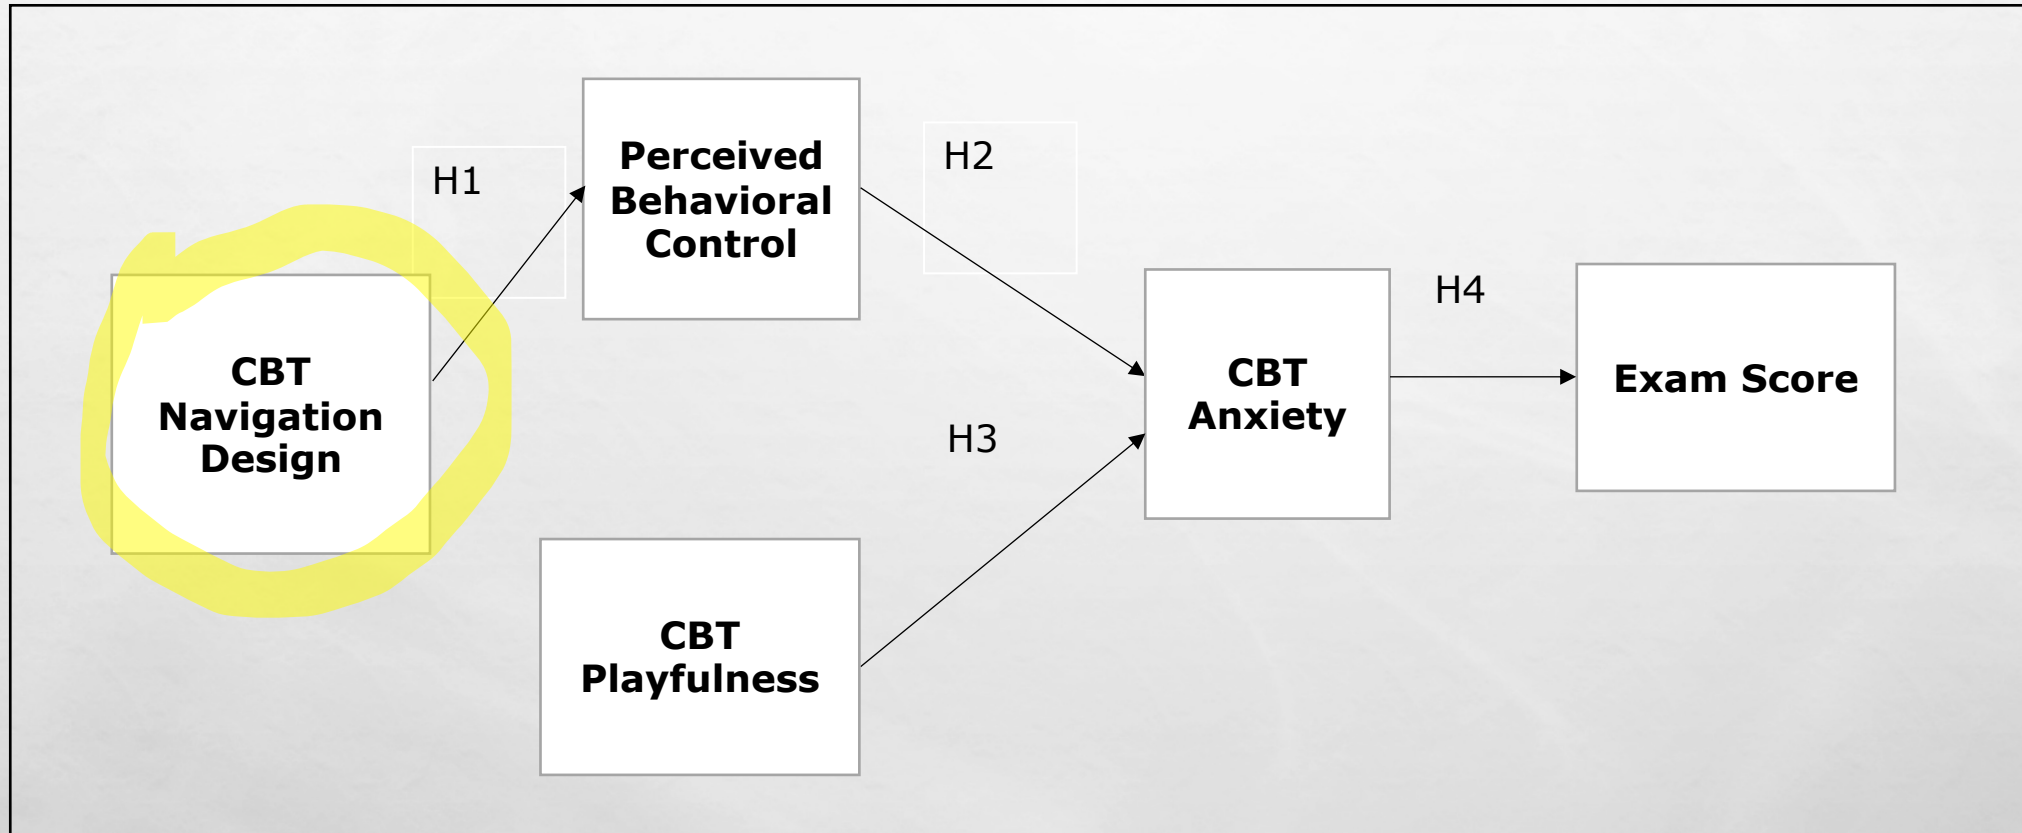 H1
Perceived
Behavioral
Control
H2
CBT
Navigation
Design
H3
CBT
Playfulness
CBT
Anxiety
H4
Exam Score